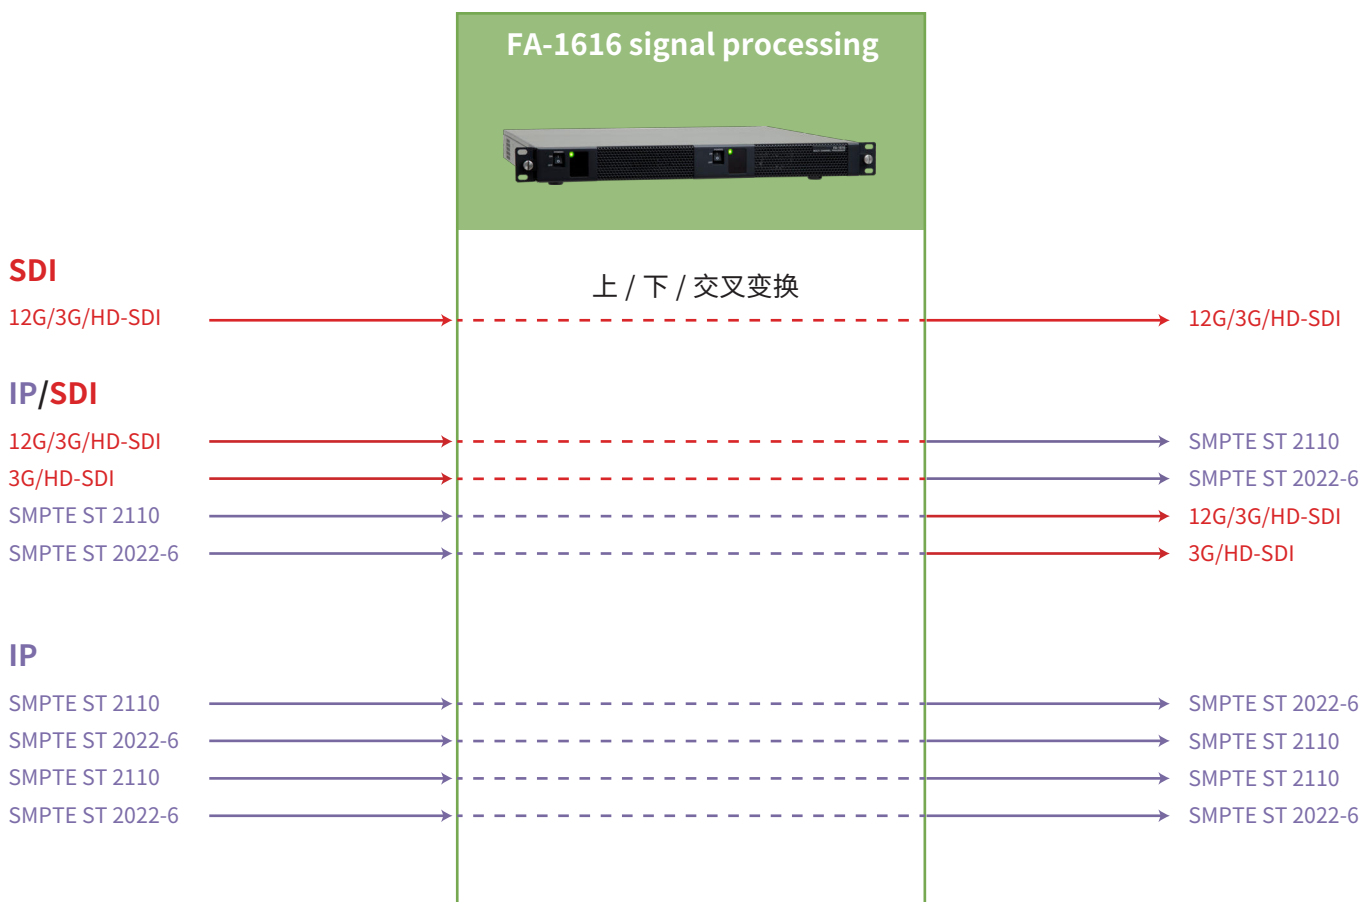 FA-1616 signal processing
SDI
上 / 下 / 交叉变换
12G/3G/HD-SDI 12G/3G/HD-SDI
IP/SDI
12G/3G/HD-SDI SMPTE ST 2110
3G/HD-SDI SMPTE ST 2022-6
SMPTE ST 2110 12G/3G/HD-SDI
SMPTE ST 2022-6 3G/HD-SDI
IP
SMPTE ST 2110 SMPTE ST 2022-6
SMPTE ST 2022-6 SMPTE ST 2110
SMPTE ST 2110 SMPTE ST 2110
SMPTE ST 2022-6 SMPTE ST 2022-6